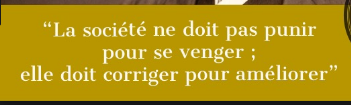 “La société ne doit pas punir
pour se venger ;
elle doit corriger pour améliorer”